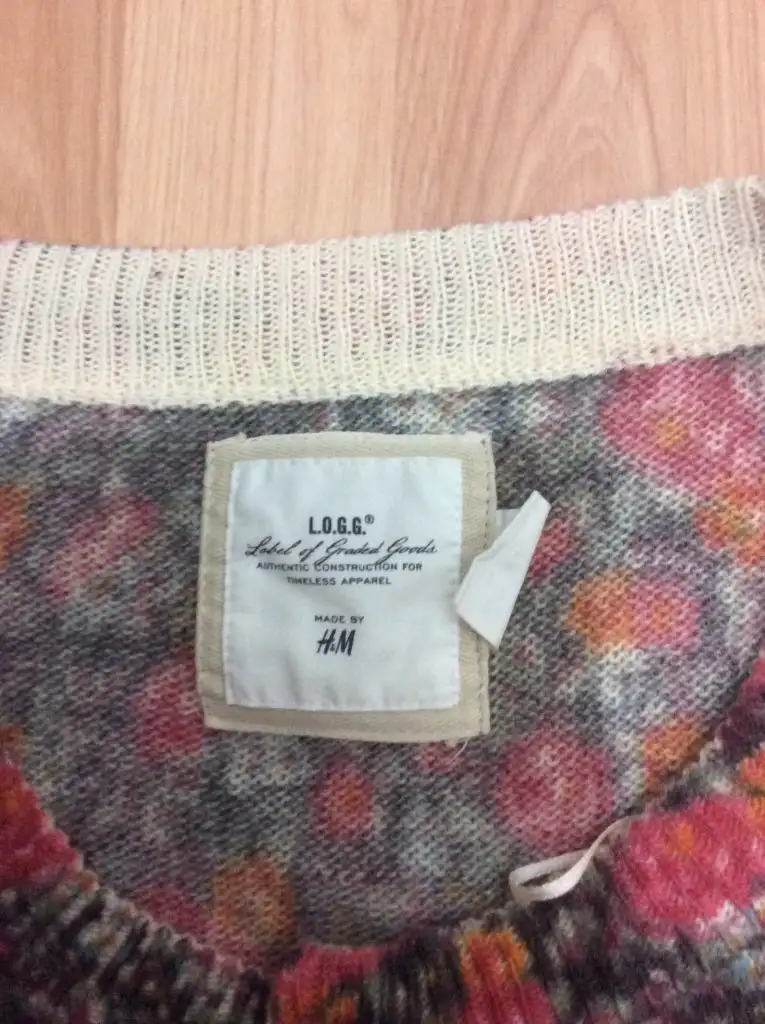 L.O.G.G.®
Label of Graded Goods
AUTHENTIC CONSTRUCTION FOR
TIMELESS APPAREL
MADE BY
H&M